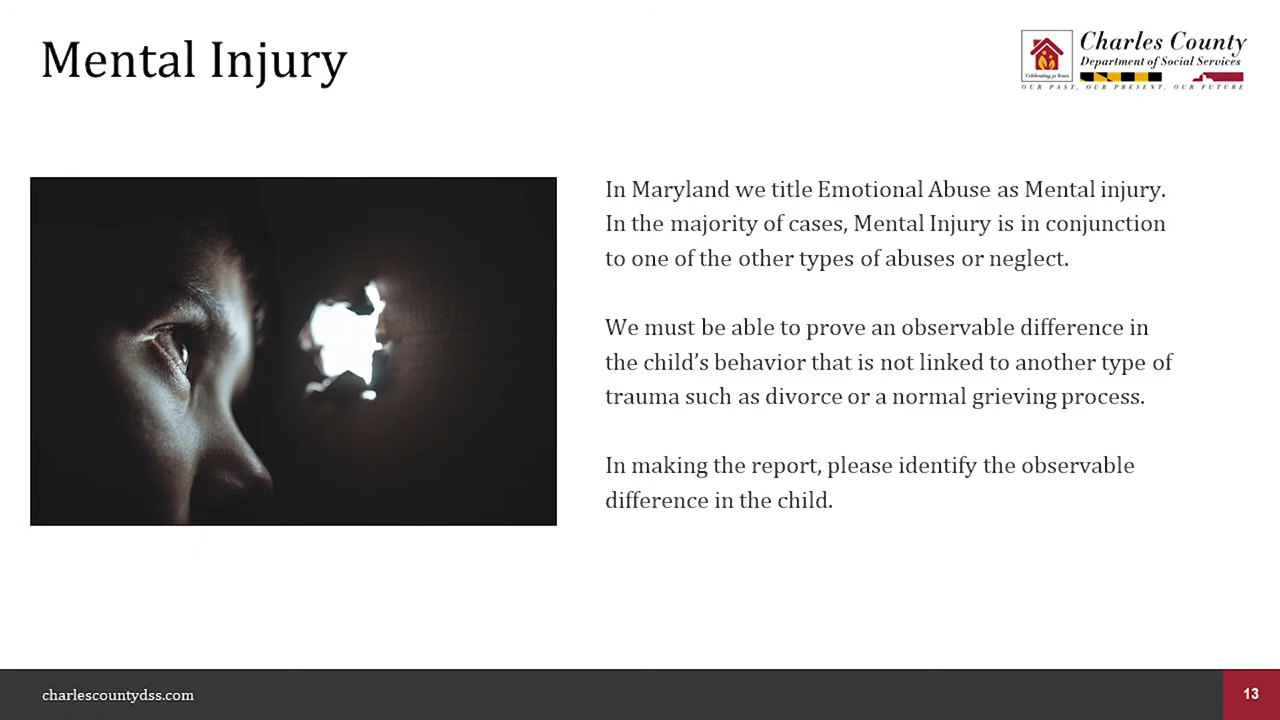 Mental Injury
Charles County
Department of Social Services
Celebrating 50 Years
OUR PAST, OUR PRESENT, OUR FUTURE
In Maryland we title Emotional Abuse as Mental injury.
In the majority of cases, Mental Injury is in conjunction
to one of the other types of abuses or neglect.
We must be able to prove an observable difference in
the child's behavior that is not linked to another type of
trauma such as divorce or a normal grieving process.
In making the report, please identify the observable
difference in the child.
charlescountydss.com
13